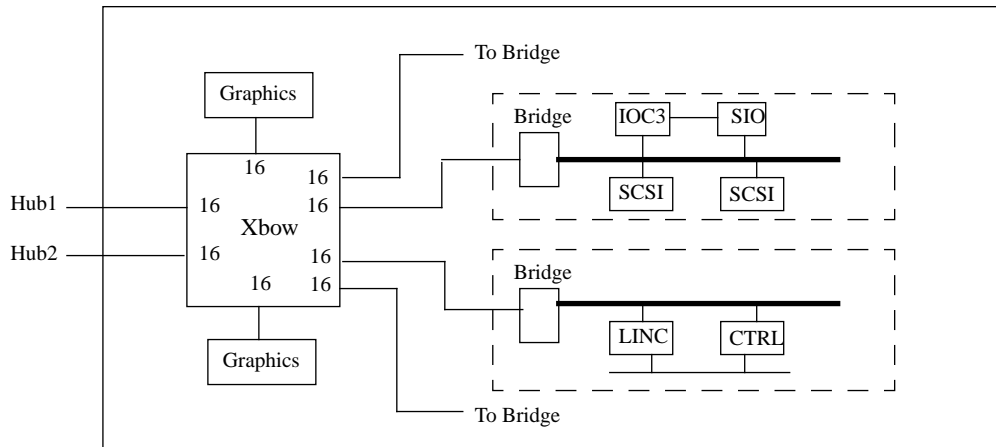 To Bridge
Graphics
Bridge
IOC3
SIO
16
16
Hub1
16
16
SCSI
SCSI
Xbow
Hub2
16
16
16
16
Bridge
LINC
CTRL
Graphics
To Bridge